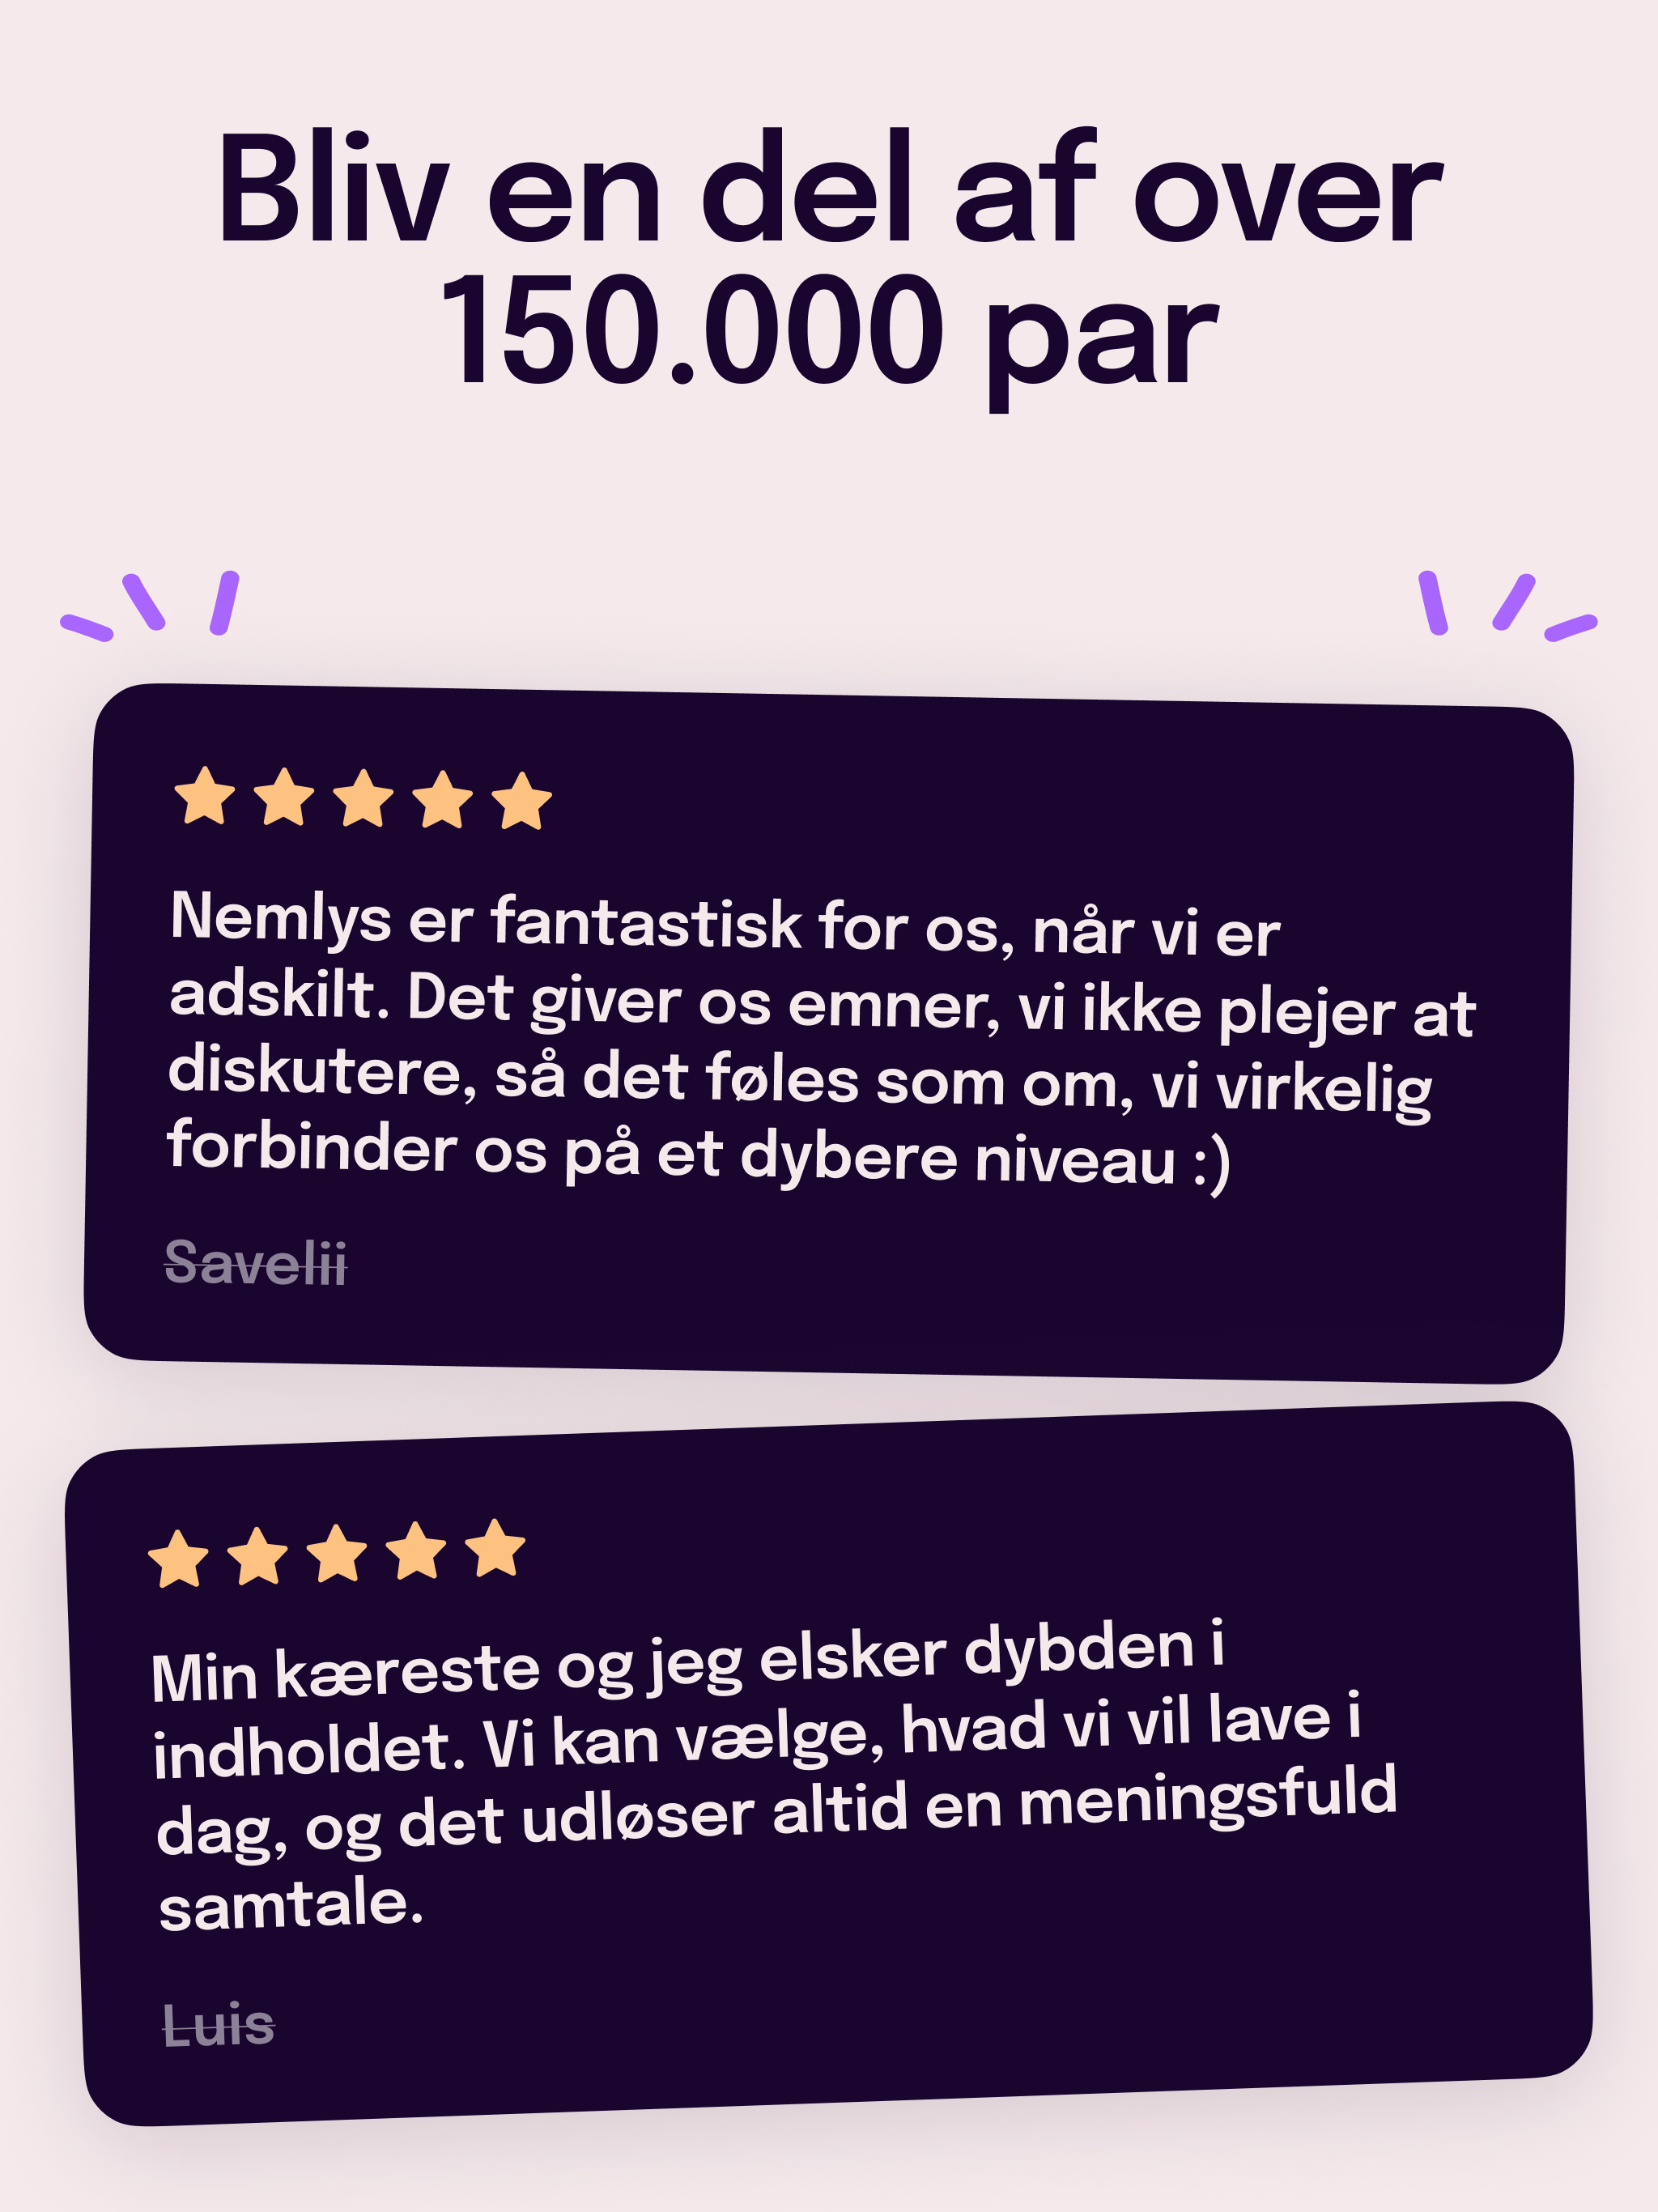 Bliv en del af over
150.000 par
Nemlys er fantastisk for os, når vi er
adskilt. Det giver os emner, vi ikke plejer at
diskutere, så det føles som om, vi virkelig
forbinder os på et dybere niveau :)
Savelii
Min kæreste og jeg elsker dybden i
indholdet. Vi kan vælge, hvad vi vil lave i
dag, og det udløser altid en meningsfuld
samtale.
Luis